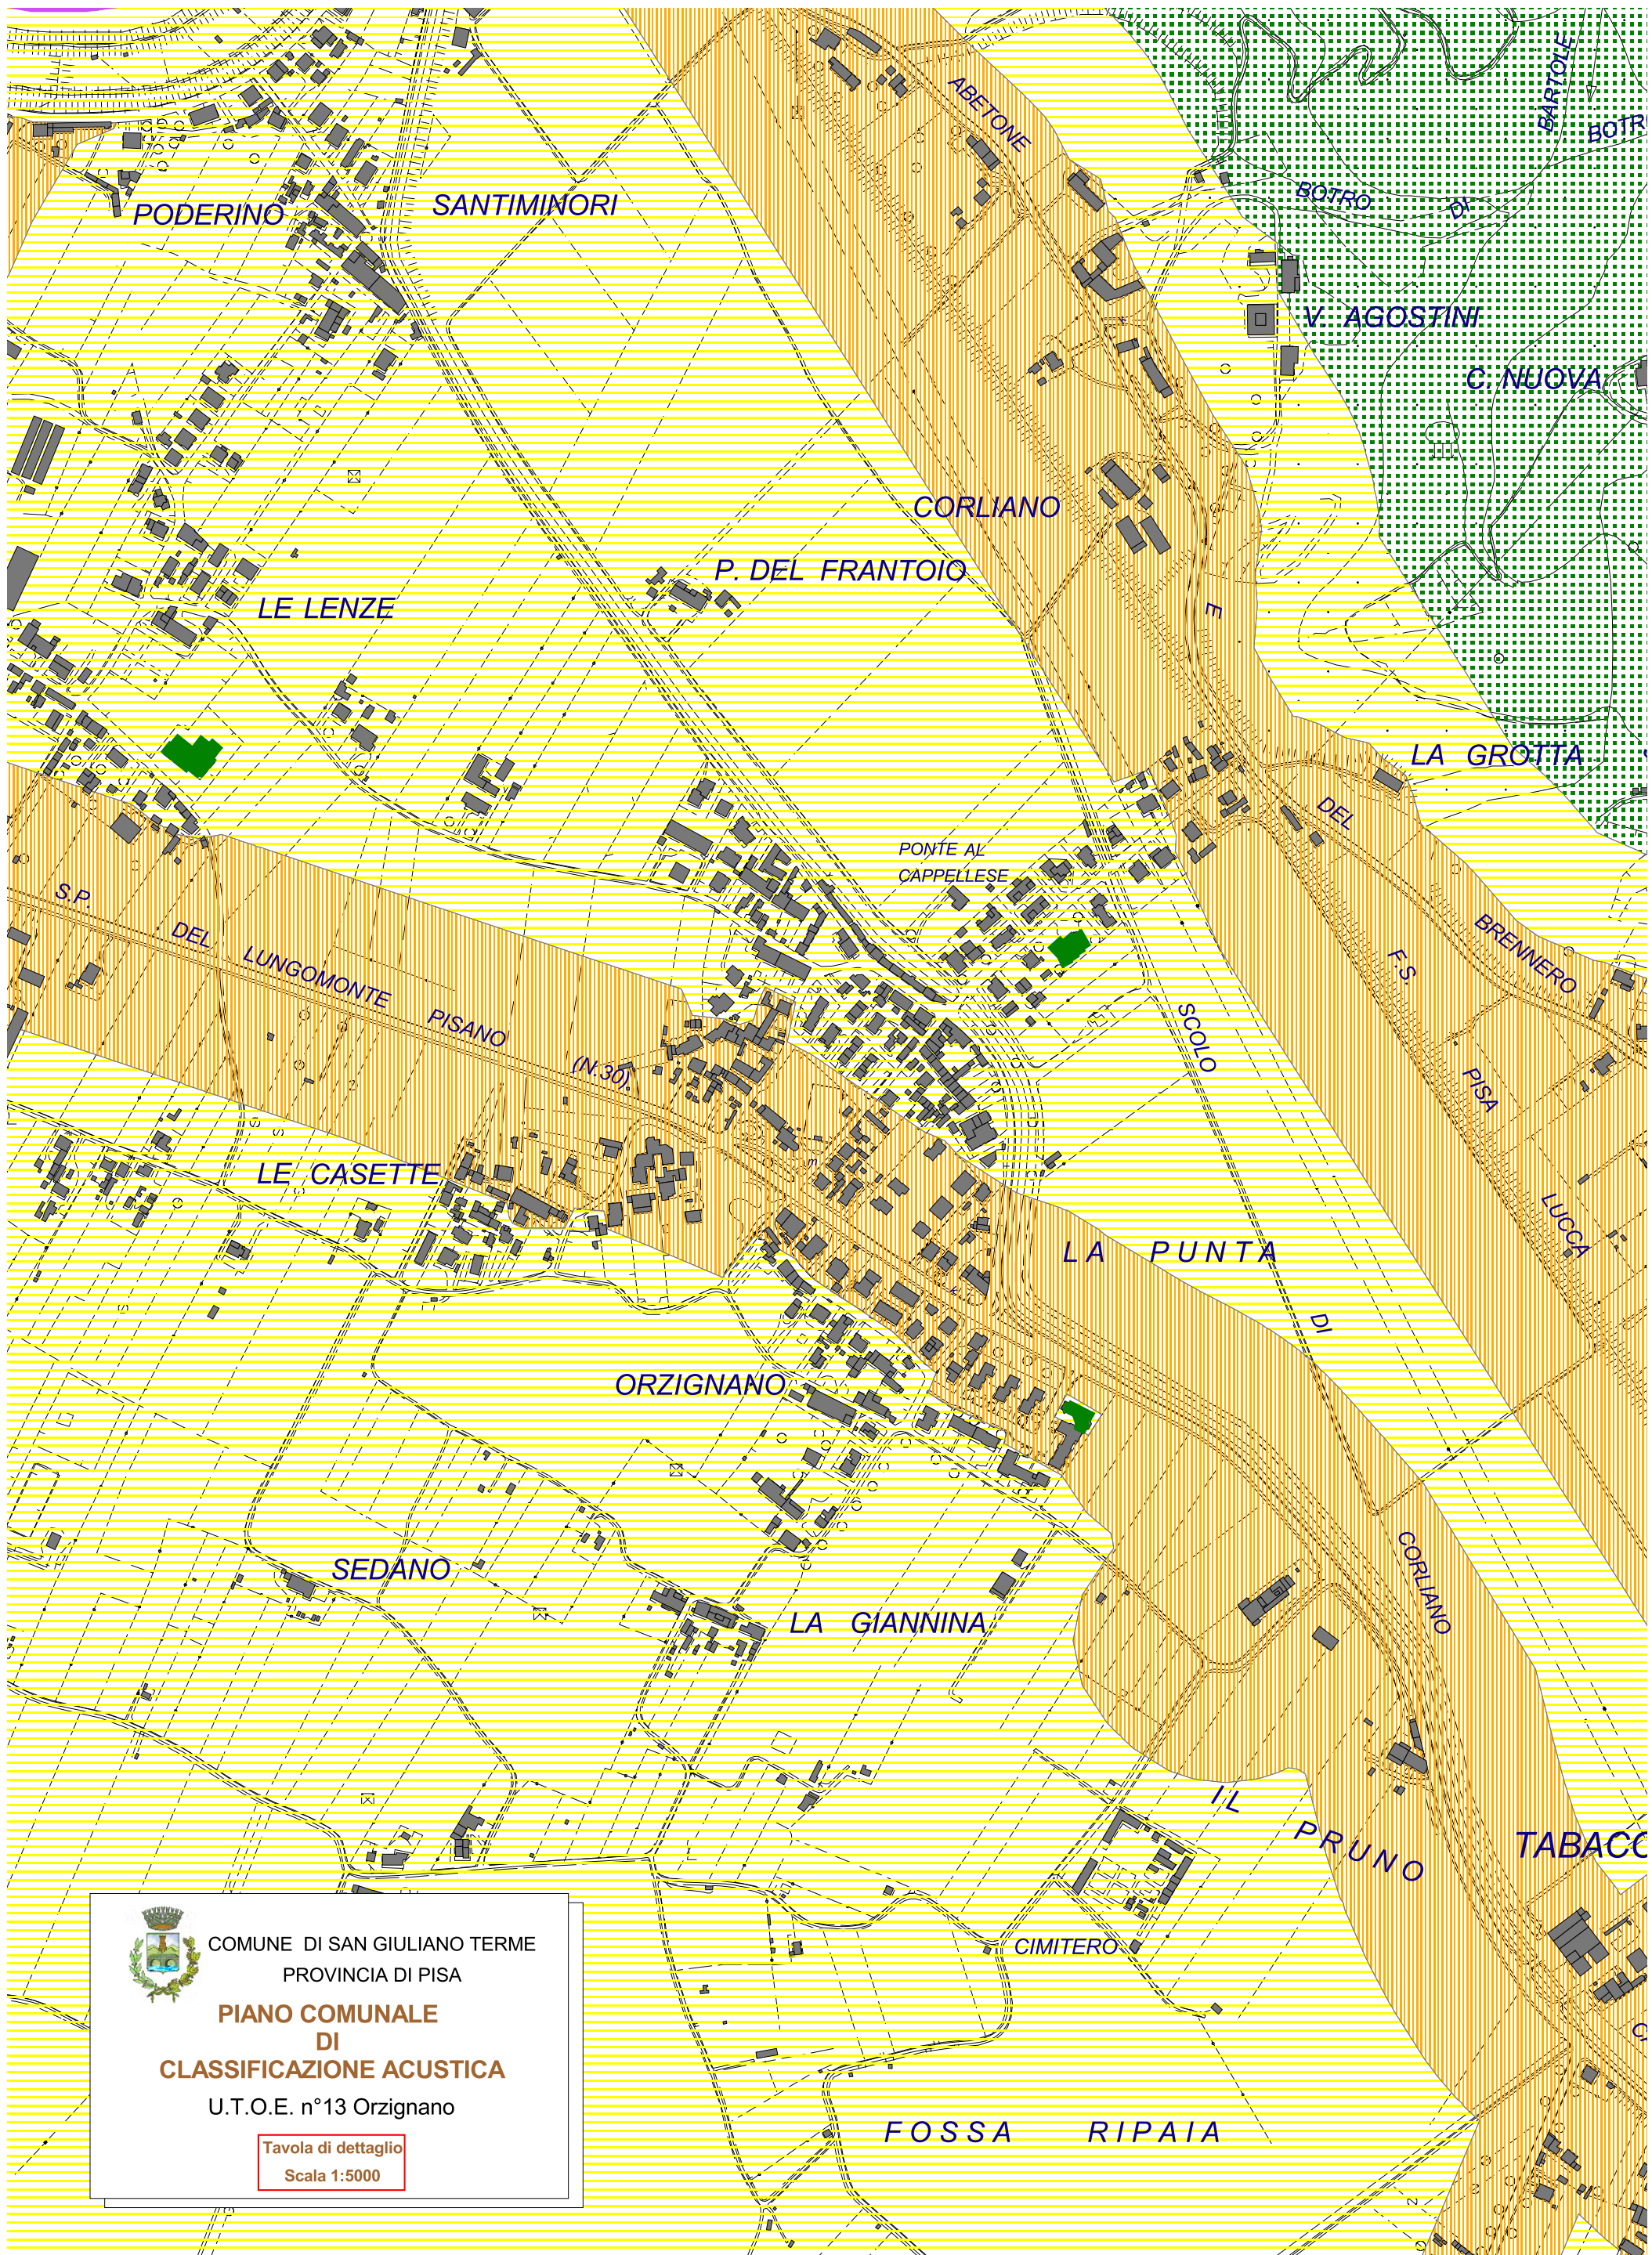 ABETONE
BARTOLE
BOTRO
DI
PODERINO
SANTIMINORI
V. AGOSTINI
C. NUOVA
CORLIANO
P. DEL FRANTOIO
LE LENZE
E
LA GROTTA
DEL
BRENNERO
PONTE AL
CAPPELLESE
S.P.
DEL
LUNGOMONTE
PISANO
(N.30)
F.S.
PISA
LUCCA
SCOLO
DI
CORLIANO
LE CASETTE
LA PUNTA
ORZIGNANO
SEDANO
LA GIANNINA
IL
PRUNO
TABACC
CIMITERO
FOSSA RIPAIA
COMUNE DI SAN GIULIANO TERME
PROVINCIA DI PISA
PIANO COMUNALE
DI
CLASSIFICAZIONE ACUSTICA
U.T.O.E. n°13 Orzignano
Tavola di dettaglio
Scala 1:5000